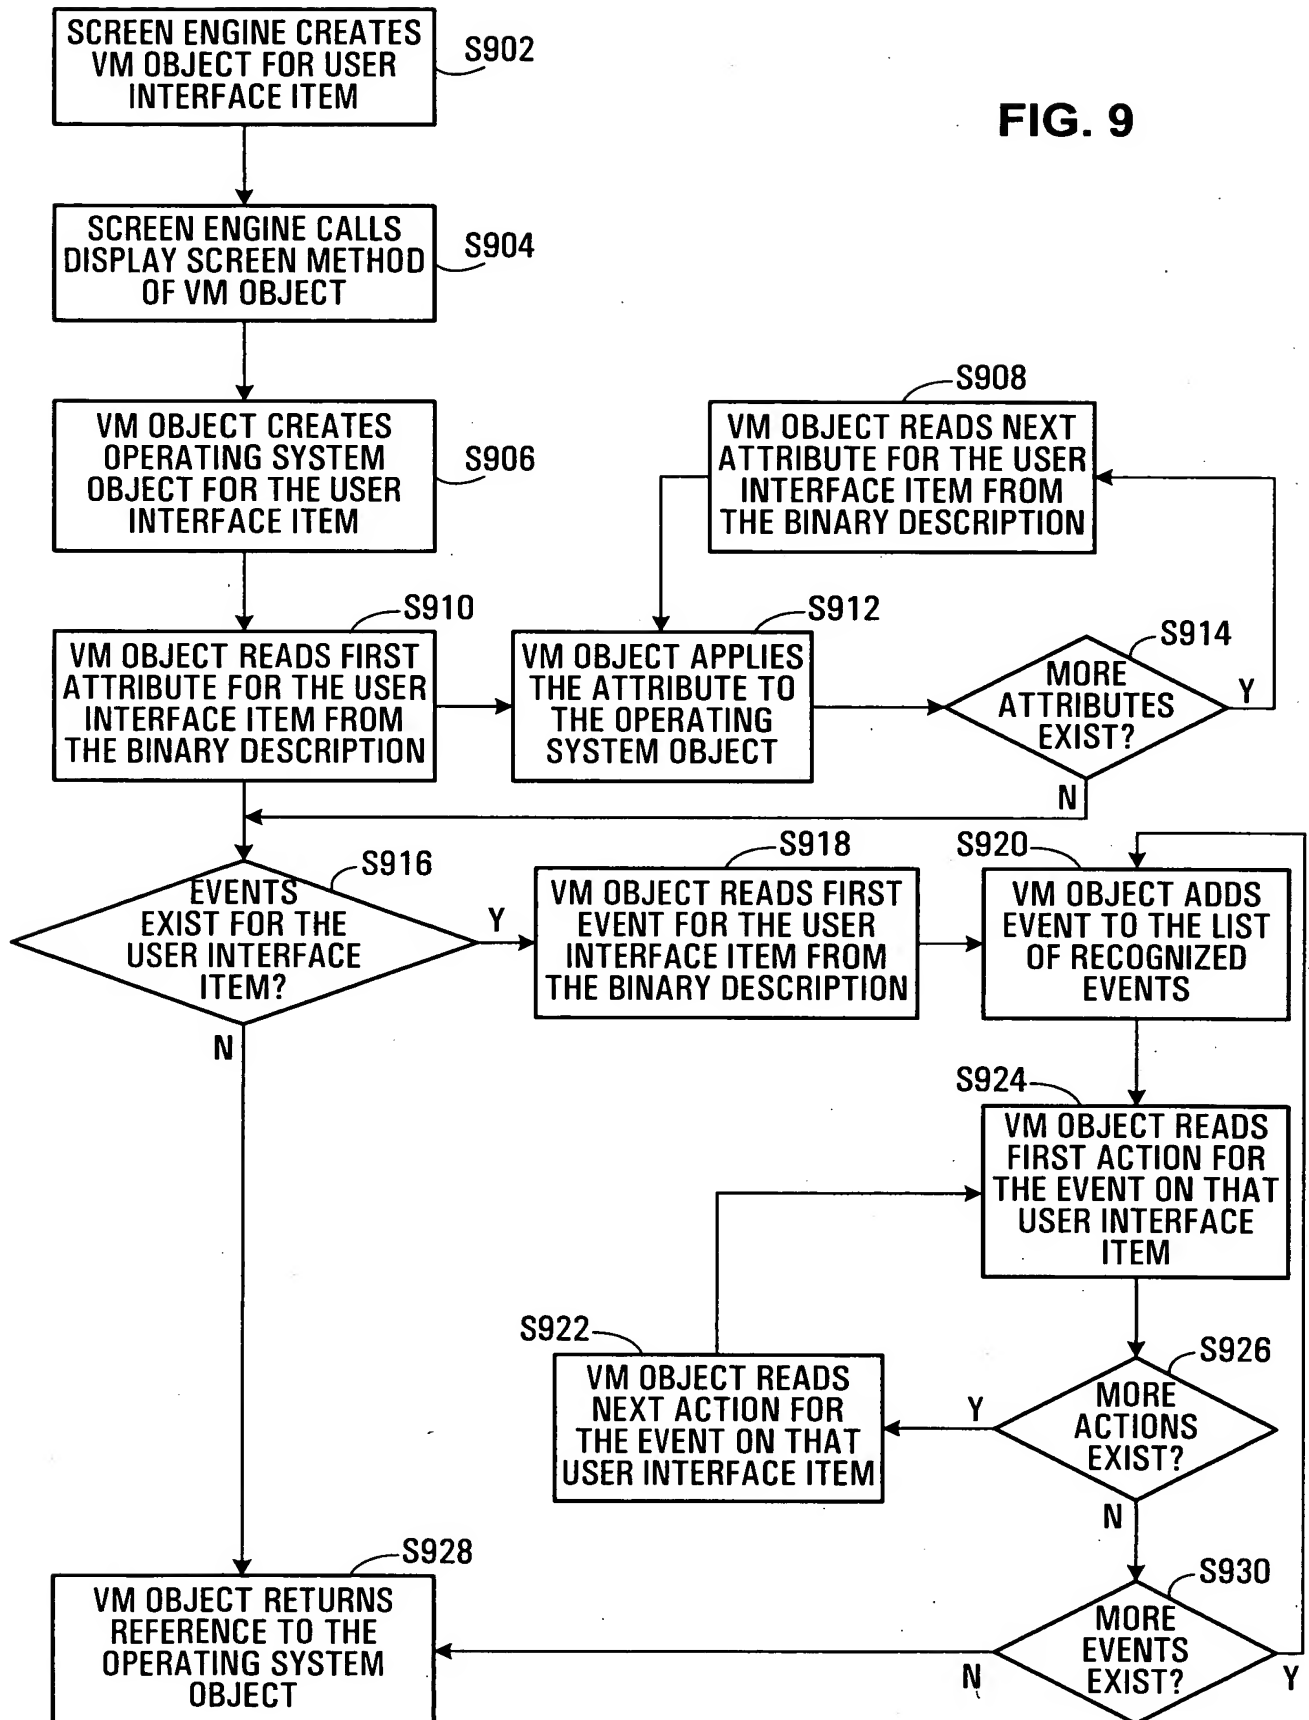 SCREEN ENGINE CREATES
VM OBJECT FOR USER
INTERFACE ITEM
S902
FIG. 9
SCREEN ENGINE CALLS
DISPLAY SCREEN METHOD
OF VM OBJECT
S904
VM OBJECT CREATES
OPERATING SYSTEM
OBJECT FOR THE USER
INTERFACE ITEM
S906
S908
VM OBJECT READS NEXT
ATTRIBUTE FOR THE USER
INTERFACE ITEM FROM
THE BINARY DESCRIPTION
S910
VM OBJECT READS FIRST
ATTRIBUTE FOR THE USER
INTERFACE ITEM FROM
THE BINARY DESCRIPTION
S912
VM OBJECT APPLIES
THE ATTRIBUTE TO
THE OPERATING
SYSTEM OBJECT
S914
MORE
ATTRIBUTES
EXIST?
Y
N
S916
EVENTS
EXIST FOR THE
USER INTERFACE
ITEM?
Y
N
S918
VM OBJECT READS FIRST
EVENT FOR THE USER
INTERFACE ITEM FROM
THE BINARY DESCRIPTION
S920
VM OBJECT ADDS
EVENT TO THE LIST
OF RECOGNIZED
EVENTS
S924
VM OBJECT READS
FIRST ACTION FOR
THE EVENT ON THAT
USER INTERFACE
ITEM
S922
VM OBJECT READS
NEXT ACTION FOR
THE EVENT ON THAT
USER INTERFACE ITEM
S926
MORE
ACTIONS
EXIST?
Y
N
S928
VM OBJECT RETURNS
REFERENCE TO THE
OPERATING SYSTEM
OBJECT
S930
MORE
EVENTS
EXIST?
N
Y